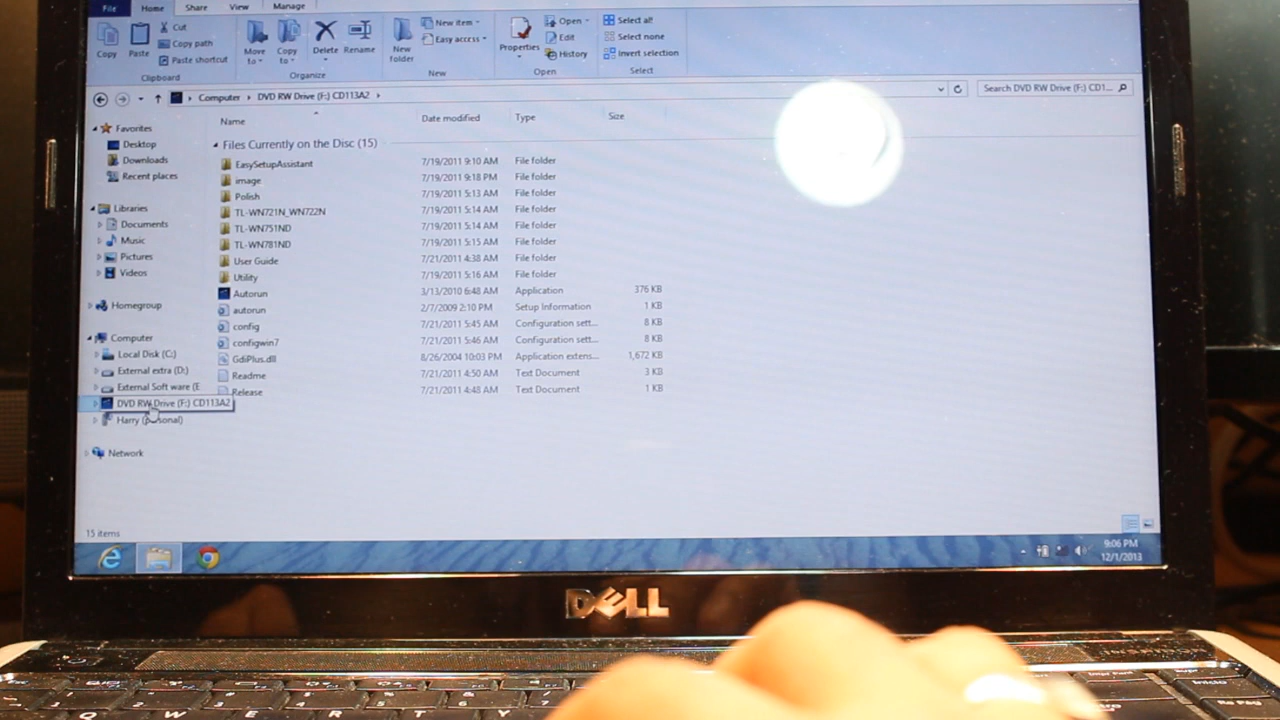 File Home Share View Manage
Copy Paste Cut Copy path Paste shortcut Clipboard
Move to Copy to Delete Rename Organize
New folder New item Easy access New
Properties Open Edit History Open
Select all Select none Invert selection Select
Computer DVD RW Drive (F:) CD113A2
Search DVD RW Drive (F:) CD1...
Name Date modified Type Size
Files Currently on the Disc (15)
EasySetupAssistant 7/19/2011 9:10 AM File folder
image 7/19/2011 9:18 PM File folder
Polish 7/19/2011 5:13 AM File folder
TL-WN721N_WN722N 7/19/2011 5:14 AM File folder
TL-WN751ND 7/19/2011 5:14 AM File folder
TL-WN781ND 7/19/2011 5:15 AM File folder
User Guide 7/21/2011 4:38 AM File folder
Utility 7/19/2011 5:16 AM File folder
Autorun 3/13/2010 6:48 AM Application 376 KB
autorun 2/7/2009 2:10 PM Setup Information 1 KB
config 7/21/2011 5:45 AM Configuration sett... 8 KB
configwin7 7/21/2011 5:46 AM Configuration sett... 8 KB
GdiPlus.dll 8/26/2004 10:03 PM Application extens... 1,672 KB
Readme 7/21/2011 4:50 AM Text Document 3 KB
Release 7/21/2011 4:48 AM Text Document 1 KB
Favorites
Desktop
Downloads
Recent places
Libraries
Documents
Music
Pictures
Videos
Homegroup
Computer
Local Disk (C:)
External extra (D:)
External Soft ware (E
DVD RW Drive (F:) CD113A2
Harry (personal)
Network
15 items
9:06 PM
12/1/2013
DELL
Q W E R T Y